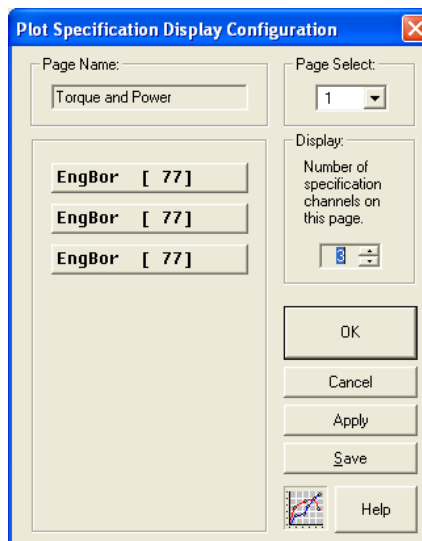 Plot Specification Display Configuration
Page Name:
Torque and Power
Page Select:
1
EngBor [ 77]
EngBor [ 77]
EngBor [ 77]
Display:
Number of
specification
channels on
this page.
3
OK
Cancel
Apply
Save
Help